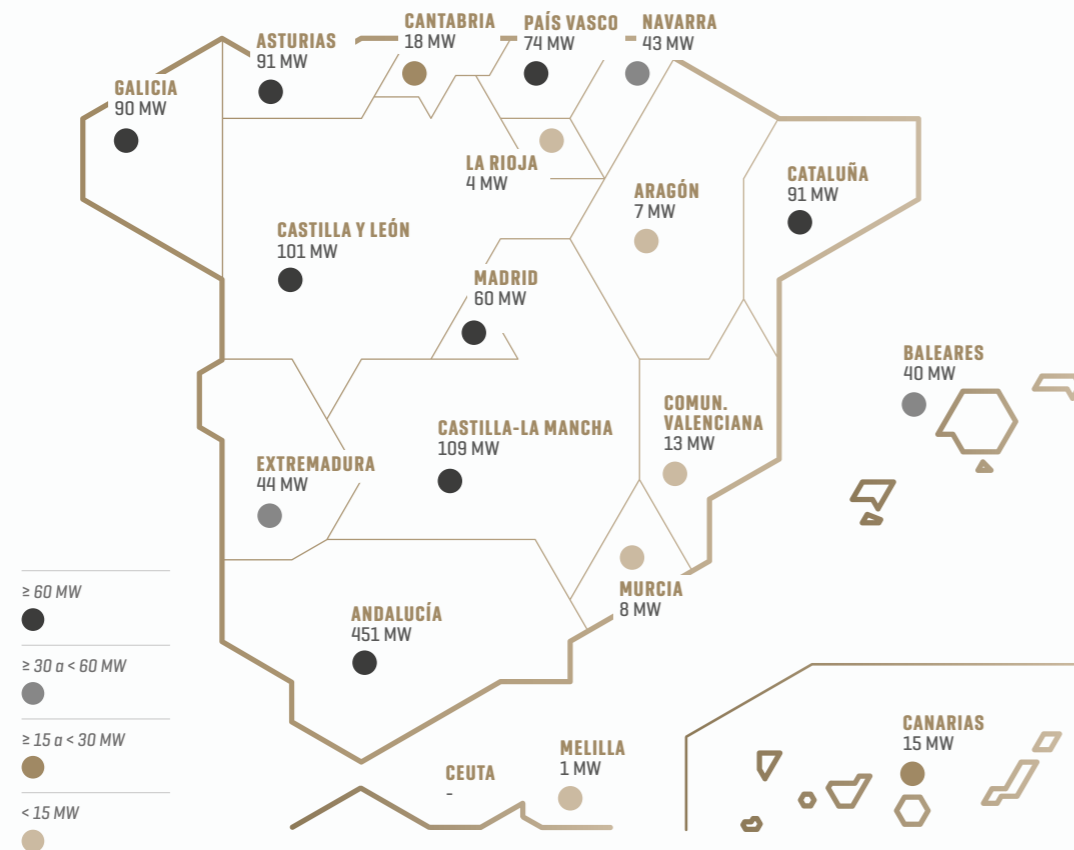 CANTABRIA
18 MW
PAÍS VASCO
74 MW
NAVARRA
43 MW
ASTURIAS
91 MW
GALICIA
90 MW
LA RIOJA
4 MW
CATALUÑA
91 MW
ARAGÓN
7 MW
CASTILLA Y LEÓN
101 MW
MADRID
60 MW
BALEARES
40 MW
COMUN.
VALENCIANA
13 MW
CASTILLA-LA MANCHA
109 MW
EXTREMADURA
44 MW
MURCIA
8 MW
ANDALUCÍA
451 MW
≥ 60 MW
≥ 30 a < 60 MW
≥ 15 a < 30 MW
< 15 MW
CEUTA
-
MELILLA
1 MW
CANARIAS
15 MW